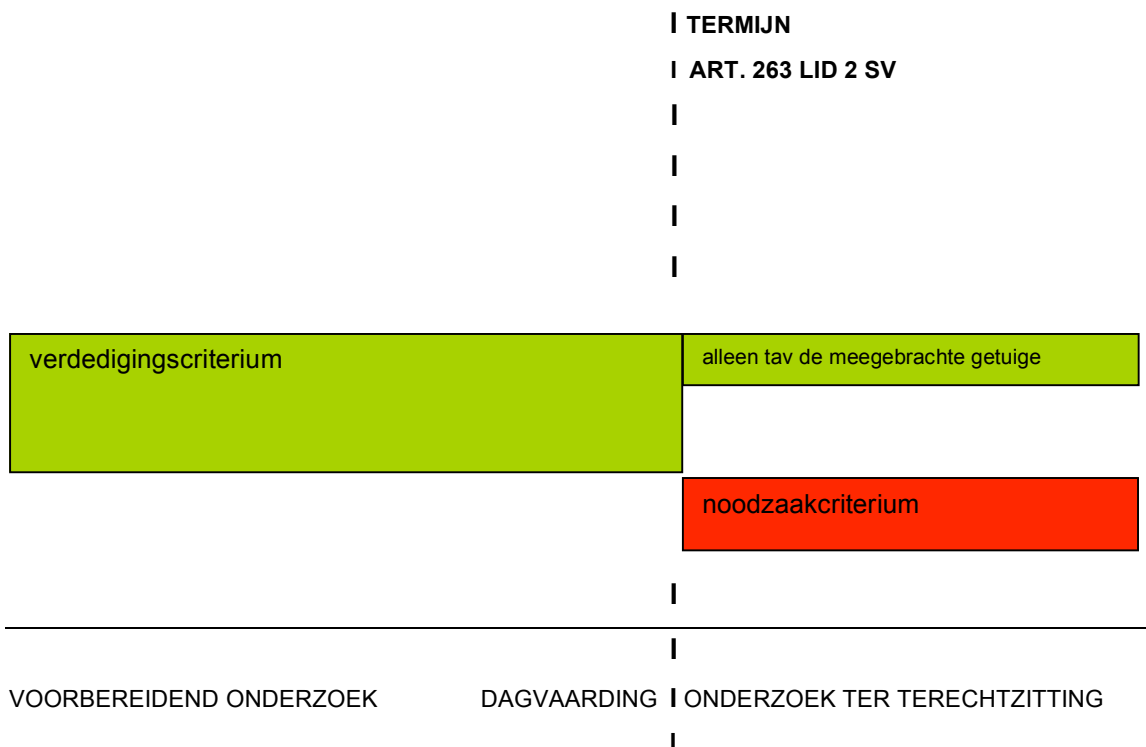 TERMIJN
ART. 263 LID 2 SV
verdedigingscriterium
alleen tav de meegebrachte getuige
noodzaakcriterium
VOORBEREIDEND ONDERZOEK DAGVAARDING ONDERZOEK TER TERECHTZITTING